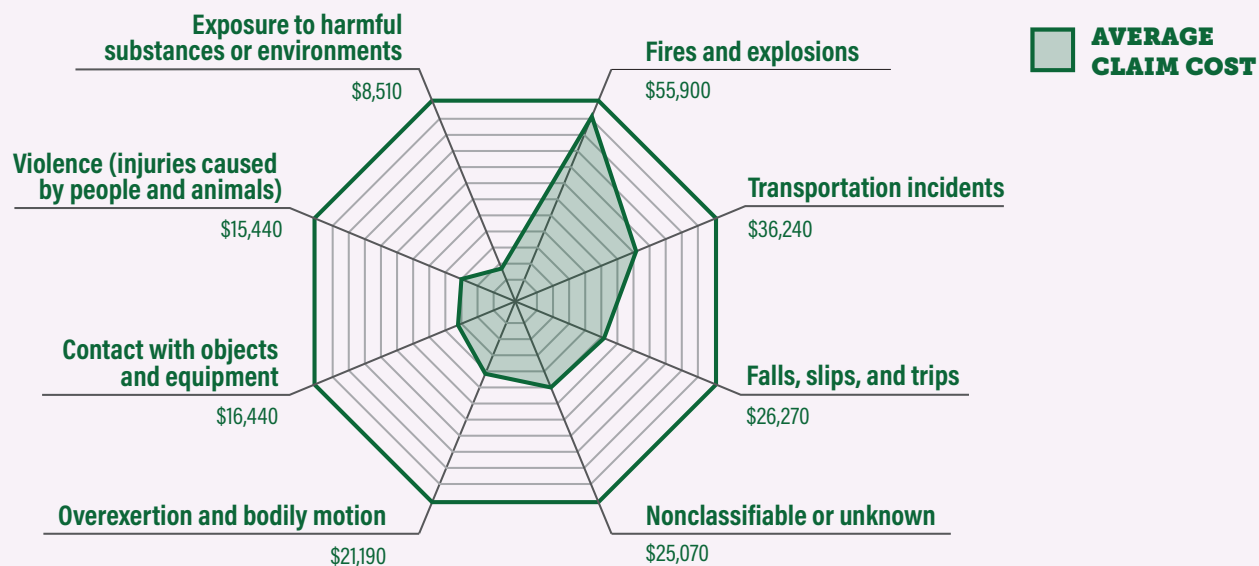 Exposure to harmful
substances or environments
$8,510
Fires and explosions
$55,900
AVERAGE
CLAIM COST
Violence (injuries caused
by people and animals)
$15,440
Transportation incidents
$36,240
Contact with objects
and equipment
$16,440
Falls, slips, and trips
$26,270
Overexertion and bodily motion
$21,190
Nonclassifiable or unknown
$25,070